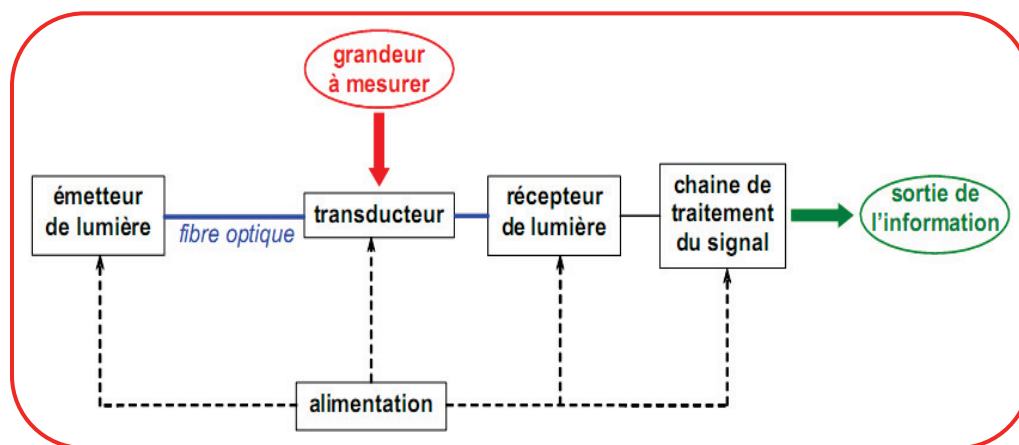 grandeur
à mesurer
émetteur
de lumière
fibre optique
transducteur
récepteur
de lumière
chaine de
traitement
du signal
sortie de
l'information
alimentation